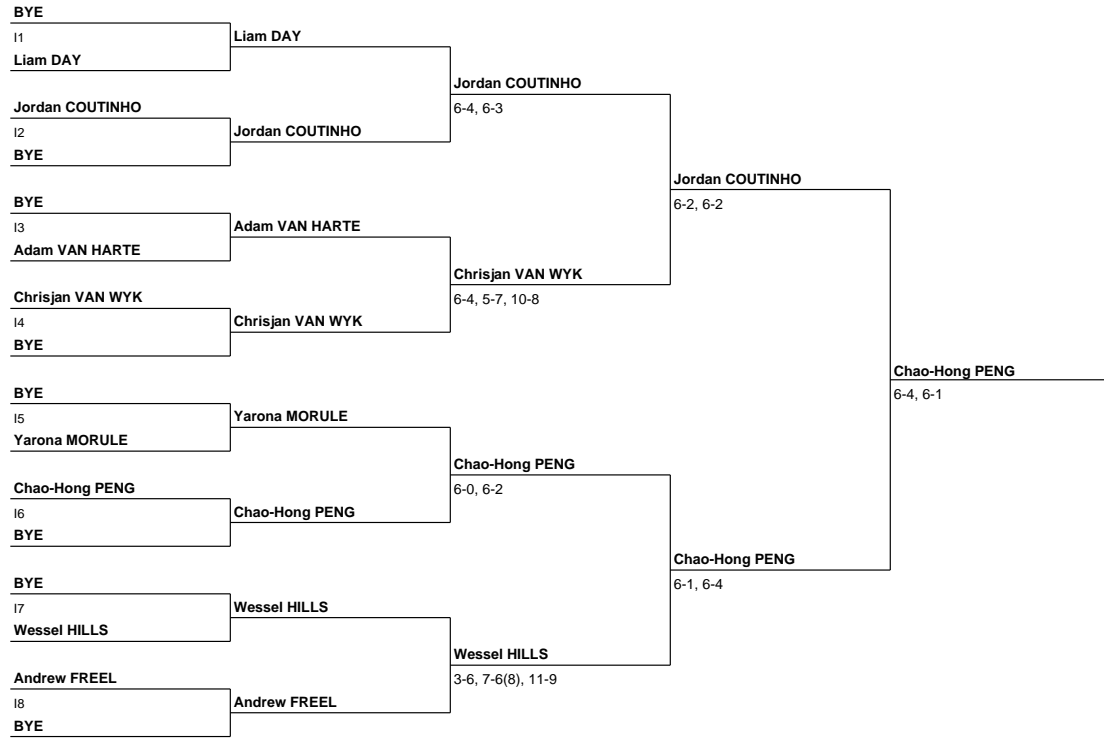 BYE
I1
Liam DAY
Liam DAY
Jordan COUTINHO
6-4, 6-3
Jordan COUTINHO
I2
BYE
Jordan COUTINHO
Jordan COUTINHO
6-2, 6-2
BYE
I3
Adam VAN HARTE
Adam VAN HARTE
Chrisjan VAN WYK
6-4, 5-7, 10-8
Chrisjan VAN WYK
I4
BYE
Chrisjan VAN WYK
Chao-Hong PENG
6-4, 6-1
BYE
I5
Yarona MORULE
Yarona MORULE
Chao-Hong PENG
6-0, 6-2
Chao-Hong PENG
I6
BYE
Chao-Hong PENG
Chao-Hong PENG
6-1, 6-4
BYE
I7
Wessel HILLS
Wessel HILLS
Wessel HILLS
3-6, 7-6(8), 11-9
Andrew FREEL
I8
BYE
Andrew FREEL